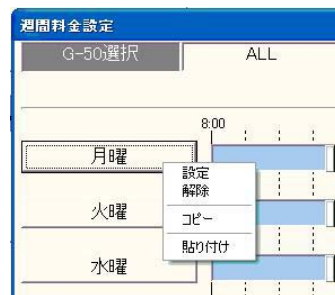 週間料金設定
G-50選択 ALL
8:00
月曜
設定
解除
コピー
貼り付け
火曜
水曜